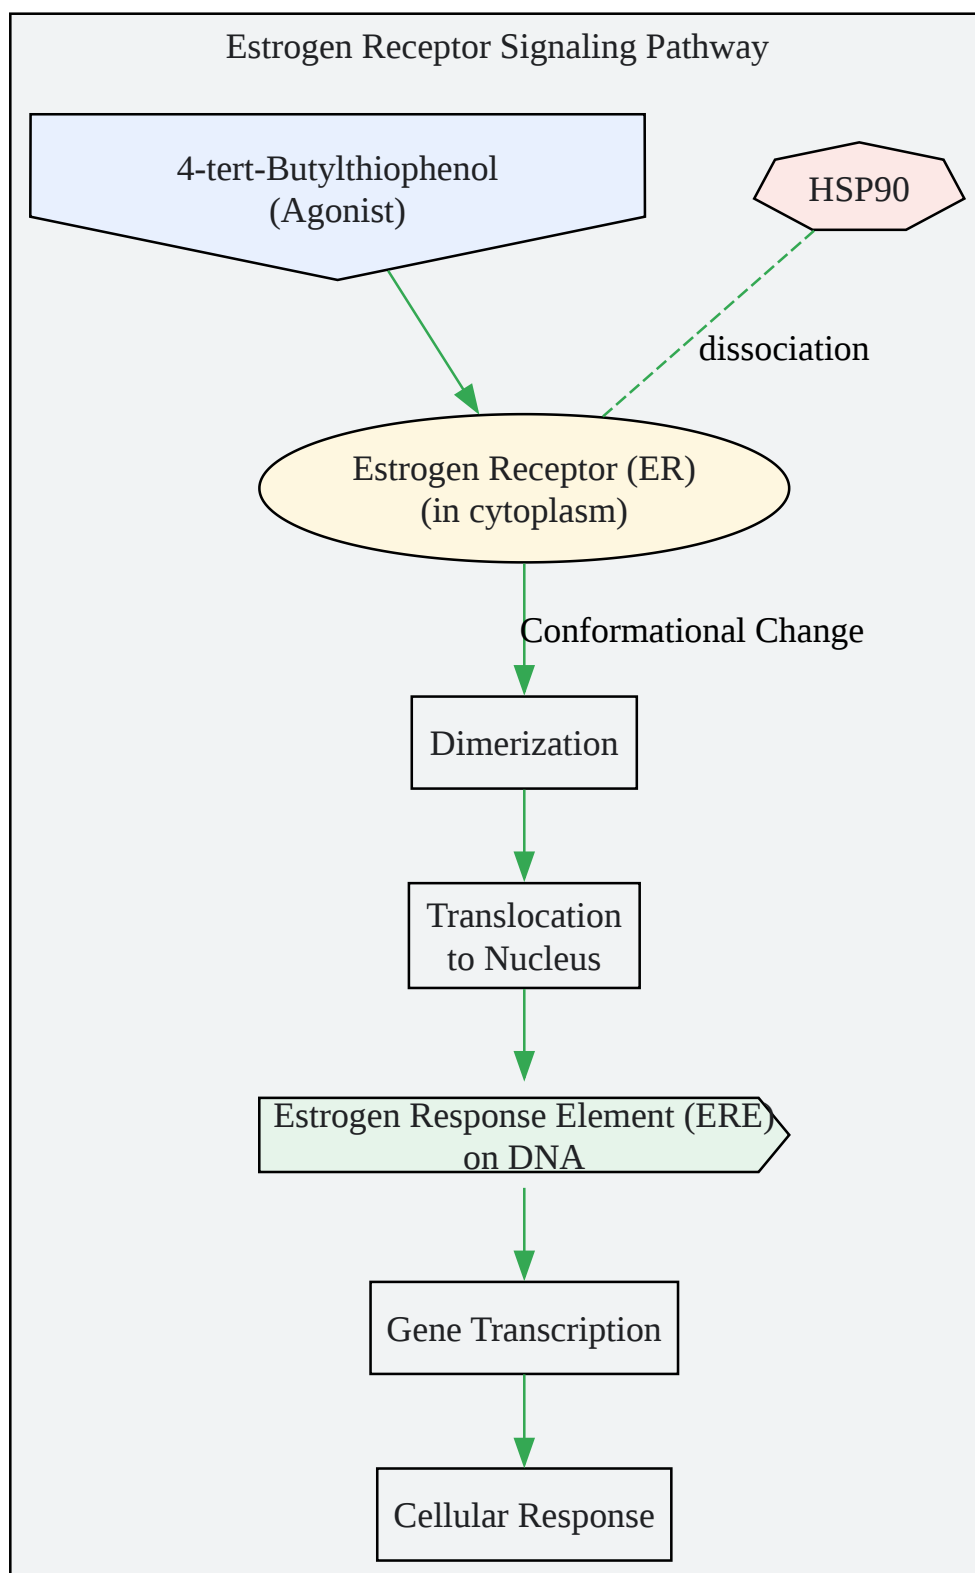 Estrogen Receptor Signaling Pathway
4-tert-Butylthiophenol
(Agonist)
HSP90
dissociation
Estrogen Receptor (ER)
(in cytoplasm)
Conformational Change
Dimerization
Translocation
to Nucleus
Estrogen Response Element (ERE)
on DNA
Gene Transcription
Cellular Response